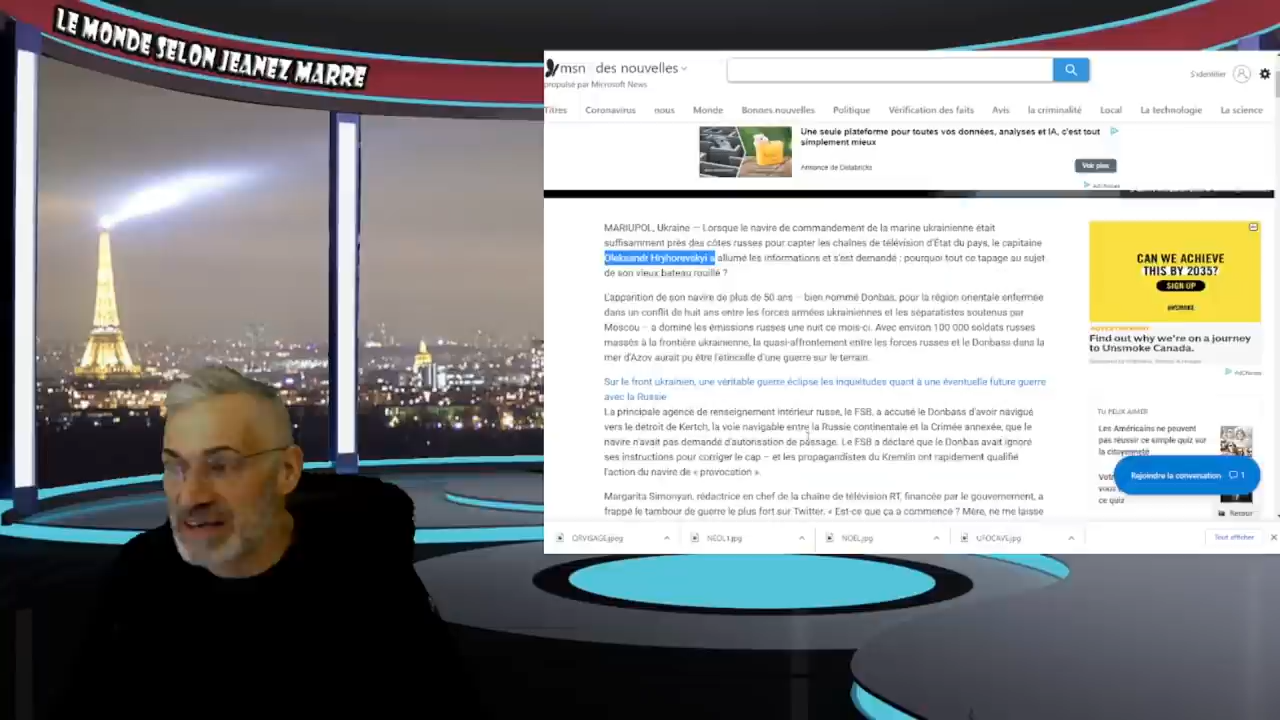 LE MONDE SELON JEANEZ MARRE
msn des nouvelles
propulsé par Microsoft News
S'identifier
Titres Coronavirus nous Monde Bonnes nouvelles Politique Vérification des faits Avis la criminalité Local La technologie La science
Une seule plateforme pour toutes vos données, analyses et IA, c'est tout
simplement mieux
Annonce de Databricks
Voir plus
AdChoices
MARIUPOL, Ukraine — Lorsque le navire de commandement de la marine ukrainienne était
suffisamment près des côtes russes pour capter les chaînes de télévision d'État du pays, le capitaine
Oleksandr Hryhorevskyi a allumé les informations et s'est demandé : pourquoi tout ce tapage au sujet
de son vieux bateau rouillé ?
L'apparition de son navire de plus de 50 ans — bien nommé Donbas, pour la région orientale enfermée
dans un conflit de huit ans entre les forces armées ukrainiennes et les séparatistes soutenus par
Moscou — a dominé les émissions russes une nuit ce mois-ci. Avec environ 100 000 soldats russes
massés à la frontière ukrainienne, la quasi-affrontement entre les forces russes et le Donbass dans la
mer d'Azov aurait pu être l'étincelle d'une guerre sur le terrain.
Sur le front ukrainien, une véritable guerre éclipse les inquiétudes quant à une éventuelle future guerre
avec la Russie
La principale agence de renseignement intérieur russe, le FSB, a accusé le Donbass d'avoir navigué
vers le détroit de Kertch, la voie navigable entre la Russie continentale et la Crimée annexée, que le
navire n'avait pas demandé d'autorisation de passage. Le FSB a déclaré que le Donbas avait ignoré
ses instructions pour corriger le cap – et les propagandistes du Kremlin ont rapidement qualifié
l'action du navire de « provocation ».
Margarita Simonyan, rédactrice en chef de la chaîne de télévision RT, financée par le gouvernement, a
frappé le tambour de guerre le plus fort sur Twitter. « Est-ce que ça a commencé ? Mère, ne me laisse
CAN WE ACHIEVE
THIS BY 2035?
SIGN UP
#UNSMOKE
ADVERTISEMENT
Find out why we're on a journey
to Unsmoke Canada.
AdChoices
TU PEUX AIMER
Les Américains ne peuvent
pas réussir ce simple quiz sur
la citoyenneté
Rejoindre la conversation 1
ce quiz
Retour
QRVISAGE.jpeg NEOL1.jpg NOEL.jpg UFOCAVE.jpg Tout afficher